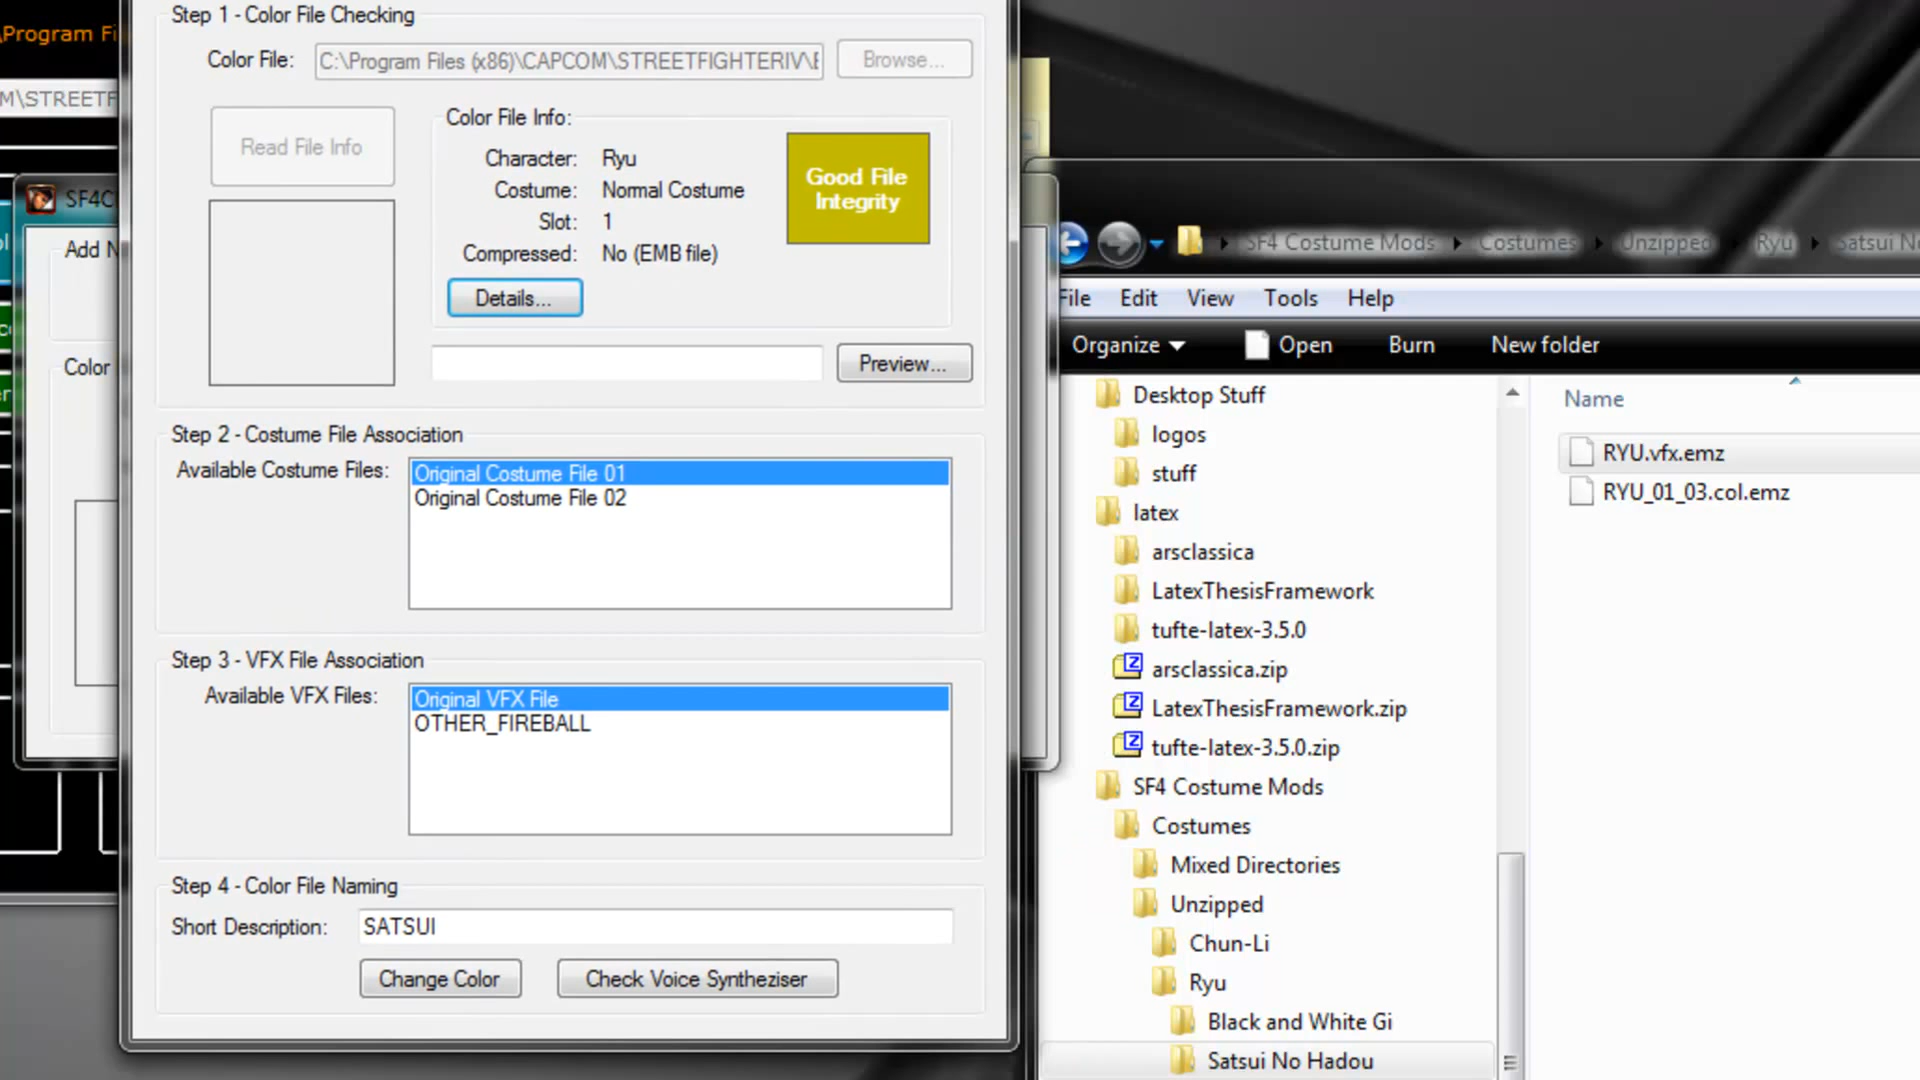 \Program Fi
M\STREETF
SF4C
Add N
Color
Step 1 - Color File Checking
Color File: C:\Program Files (x86)\CAPCOM\STREETFIGHTERIV\E Browse...
Read File Info
Color File Info:
Character: Ryu
Costume: Normal Costume
Slot: 1
Compressed: No (EMB file)
Good File
Integrity
Details...
Preview...
Step 2 - Costume File Association
Available Costume Files: Original Costume File 01
Original Costume File 02
Step 3 - VFX File Association
Available VFX Files: Original VFX File
OTHER_FIREBALL
Step 4 - Color File Naming
Short Description: SATSUI
Change Color Check Voice Syntheziser
SF4 Costume Mods Costumes Unzipped Ryu Satsui N
File Edit View Tools Help
Organize Open Burn New folder
Desktop Stuff
logos
stuff
latex
arsclassica
LatexThesisFramework
tufte-latex-3.5.0
arsclassica.zip
LatexThesisFramework.zip
tufte-latex-3.5.0.zip
SF4 Costume Mods
Costumes
Mixed Directories
Unzipped
Chun-Li
Ryu
Black and White Gi
Satsui No Hadou
Name
RYU.vfx.emz
RYU_01_03.col.emz